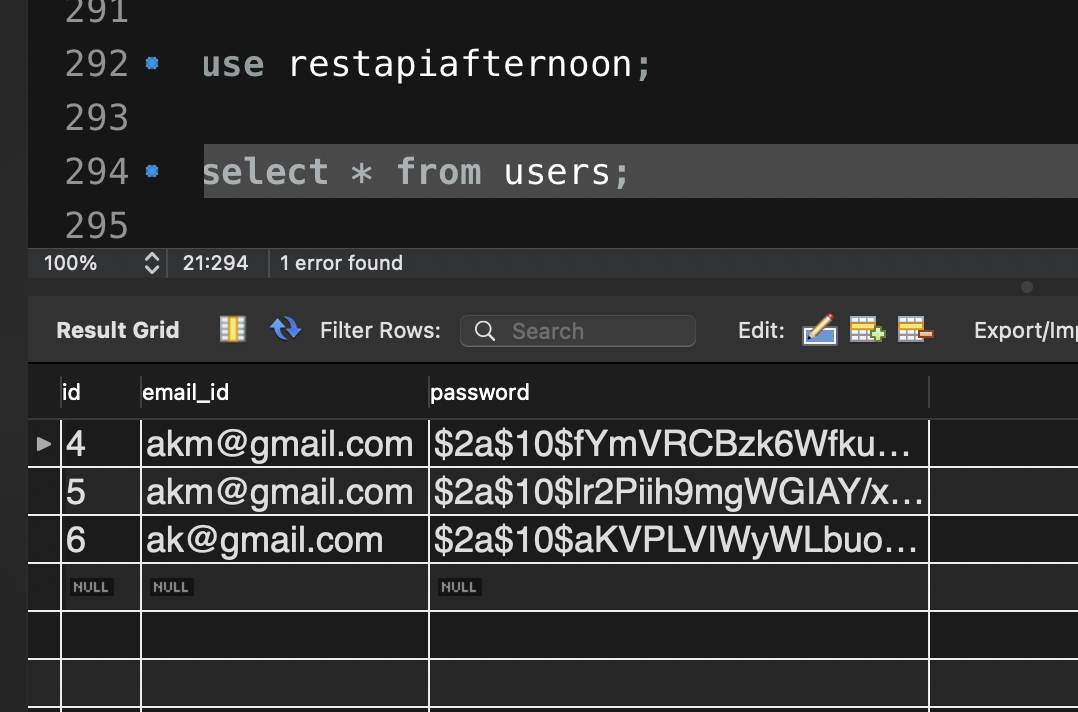 291
292 use restapiafternoon;
293
294 select * from users;
295
100% 21:294 1 error found
Result Grid Filter Rows: Search Edit: Export/Imp
id email_id password
4 akm@gmail.com $2a$10$fYmVRCBzk6Wfku...
5 akm@gmail.com $2a$10$lr2Piih9mgWGIAY/x...
6 ak@gmail.com $2a$10$aKVPLVIWyWLbuo...
NULL NULL NULL